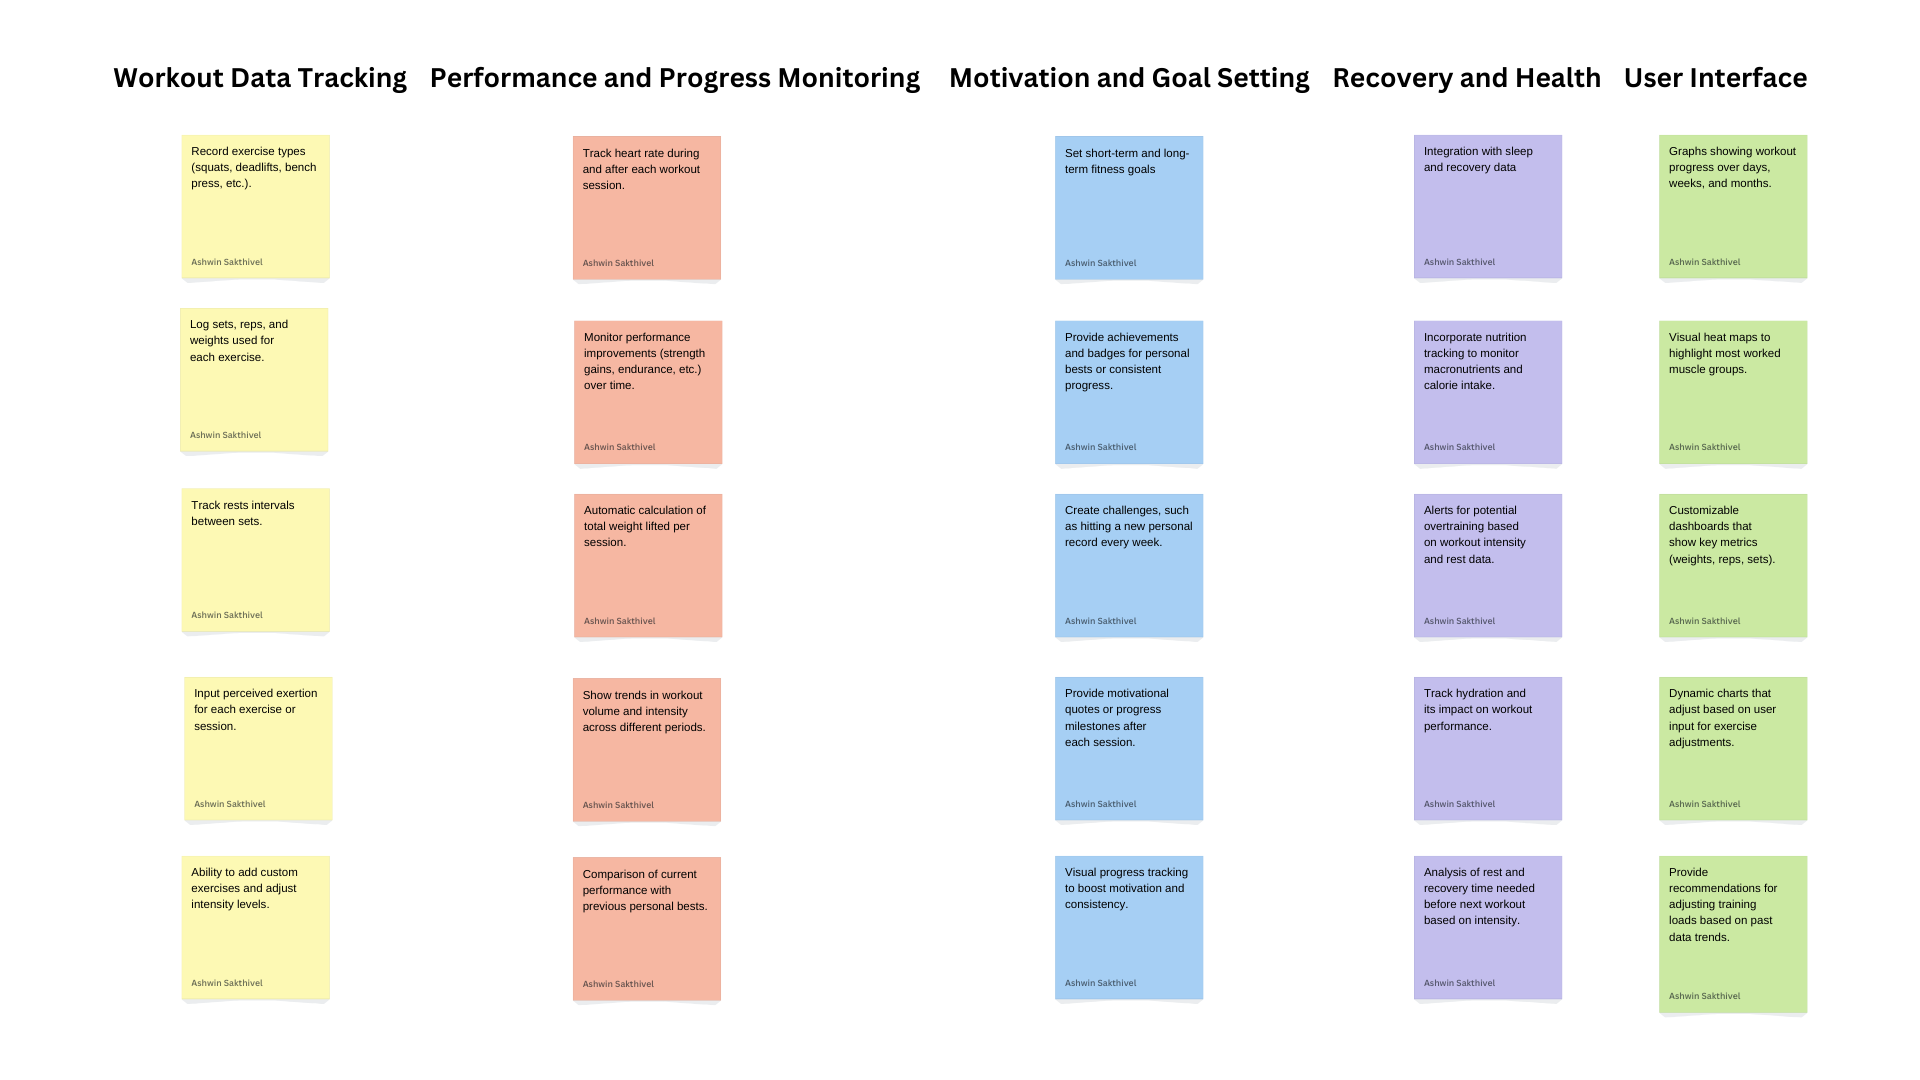 Workout Data Tracking
Performance and Progress Monitoring
Motivation and Goal Setting
Recovery and Health
User Interface
Record exercise types
(squats, deadlifts, bench
press, etc.).
Ashwin Sakthivel
Log sets, reps, and
weights used for
each exercise.
Ashwin Sakthivel
Track rests intervals
between sets.
Ashwin Sakthivel
Input perceived exertion
for each exercise or
session.
Ashwin Sakthivel
Ability to add custom
exercises and adjust
intensity levels.
Ashwin Sakthivel
Track heart rate during
and after each workout
session.
Ashwin Sakthivel
Monitor performance
improvements (strength
gains, endurance, etc.)
over time.
Ashwin Sakthivel
Automatic calculation of
total weight lifted per
session.
Ashwin Sakthivel
Show trends in workout
volume and intensity
across different periods.
Ashwin Sakthivel
Comparison of current
performance with
previous personal bests.
Ashwin Sakthivel
Set short-term and long-
term fitness goals
Ashwin Sakthivel
Provide achievements
and badges for personal
bests or consistent
progress.
Ashwin Sakthivel
Create challenges, such
as hitting a new personal
record every week.
Ashwin Sakthivel
Provide motivational
quotes or progress
milestones after
each session.
Ashwin Sakthivel
Visual progress tracking
to boost motivation and
consistency.
Ashwin Sakthivel
Integration with sleep
and recovery data
Ashwin Sakthivel
Incorporate nutrition
tracking to monitor
macronutrients and
calorie intake.
Ashwin Sakthivel
Alerts for potential
overtraining based
on workout intensity
and rest data.
Ashwin Sakthivel
Track hydration and
its impact on workout
performance.
Ashwin Sakthivel
Analysis of rest and
recovery time needed
before next workout
based on intensity.
Ashwin Sakthivel
Graphs showing workout
progress over days,
weeks, and months.
Ashwin Sakthivel
Visual heat maps to
highlight most worked
muscle groups.
Ashwin Sakthivel
Customizable
dashboards that
show key metrics
(weights, reps, sets).
Ashwin Sakthivel
Dynamic charts that
adjust based on user
input for exercise
adjustments.
Ashwin Sakthivel
Provide
recommendations for
adjusting training
loads based on past
data trends.
Ashwin Sakthivel